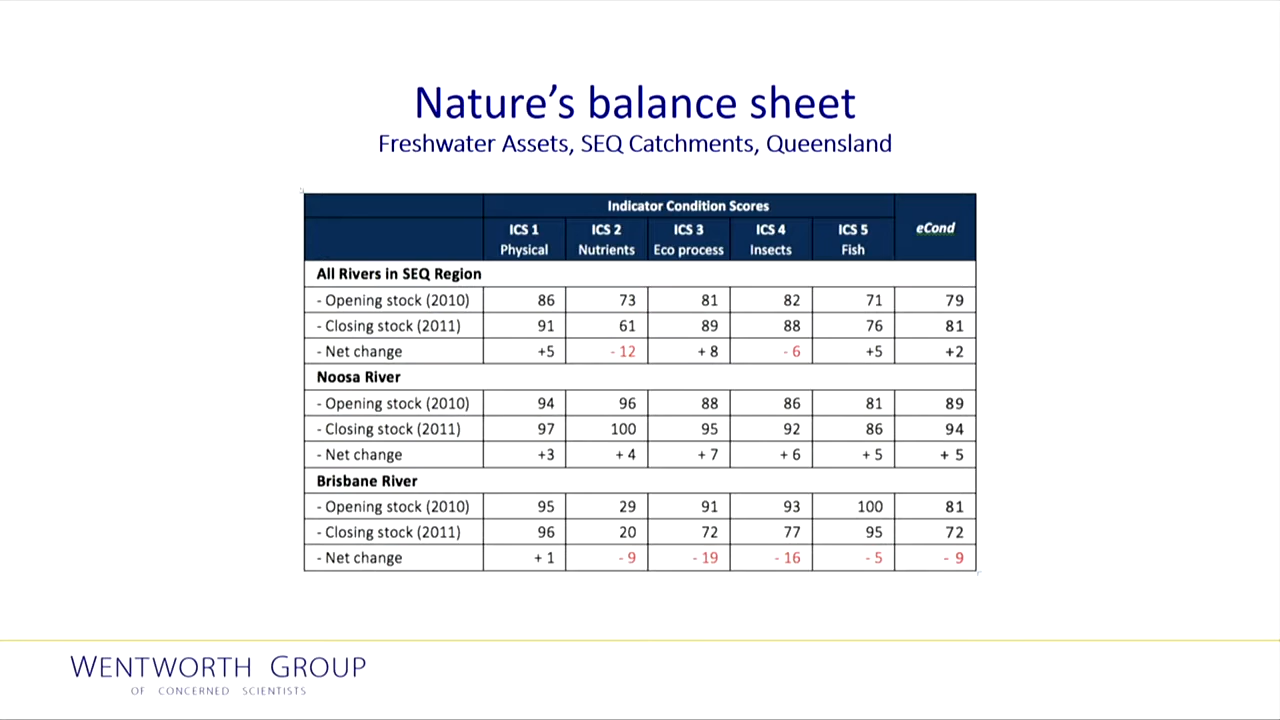 Nature's balance sheet
Freshwater Assets, SEQ Catchments, Queensland
Indicator Condition Scores
ICS 1 ICS 2 ICS 3 ICS 4 ICS 5 eCond
Physical Nutrients Eco process Insects Fish
All Rivers in SEQ Region
- Opening stock (2010) 86 73 81 82 71 79
- Closing stock (2011) 91 61 89 88 76 81
- Net change +5 - 12 + 8 - 6 +5 +2
Noosa River
- Opening stock (2010) 94 96 88 86 81 89
- Closing stock (2011) 97 100 95 92 86 94
- Net change +3 + 4 + 7 + 6 + 5 + 5
Brisbane River
- Opening stock (2010) 95 29 91 93 100 81
- Closing stock (2011) 96 20 72 77 95 72
- Net change + 1 - 9 - 19 - 16 - 5 - 9
WENTWORTH GROUP
OF CONCERNED SCIENTISTS